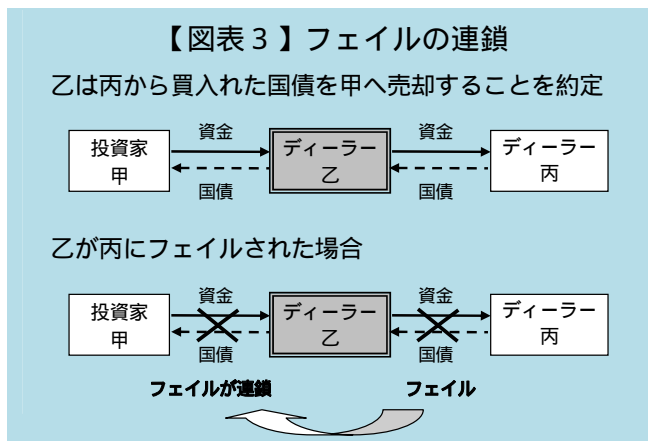 【図表３】フェイルの連鎖
乙は丙から買入れた国債を甲へ売却することを約定
投資家
甲
資金
国債
ディーラー
乙
資金
国債
ディーラー
丙
乙が丙にフェイルされた場合
投資家
甲
資金
国債
ディーラー
乙
資金
国債
ディーラー
丙
フェイルが連鎖
フェイル